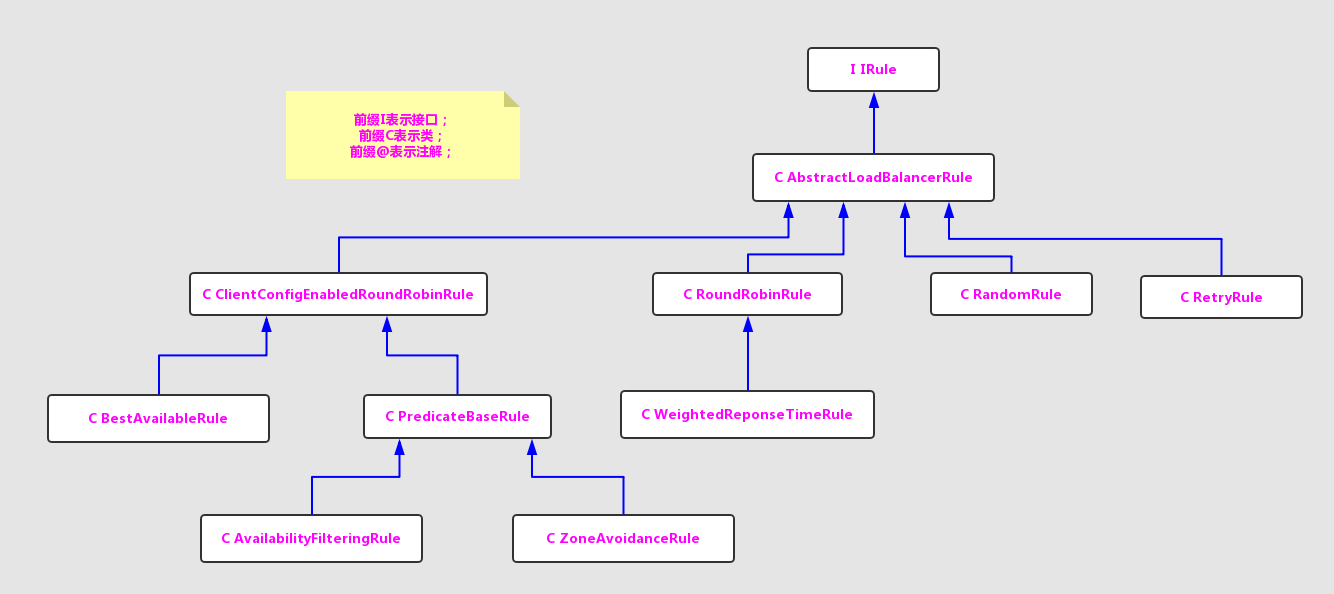 I IRule
前缀I表示接口；
前缀C表示类；
前缀@表示注解；
C AbstractLoadBalancerRule
C ClientConfigEnabledRoundRobinRule
C RoundRobinRule
C RandomRule
C RetryRule
C BestAvailableRule
C PredicateBaseRule
C WeightedReponseTimeRule
C AvailabilityFilteringRule
C ZoneAvoidanceRule